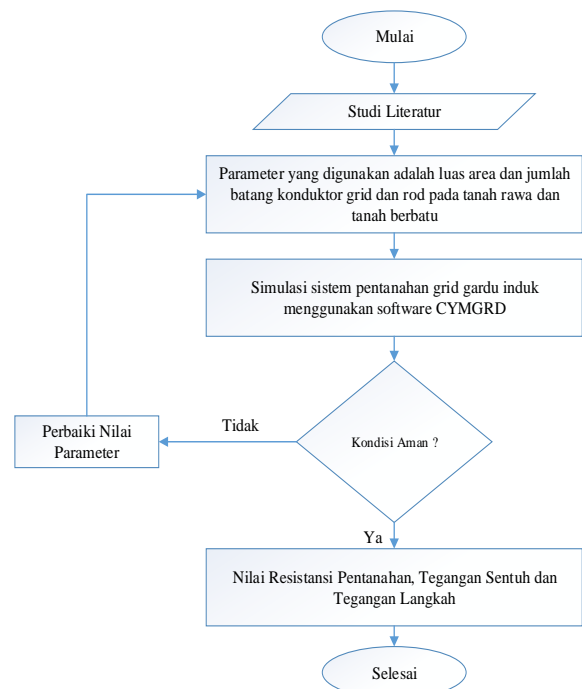 Mulai
Studi Literatur
Parameter yang digunakan adalah luas area dan jumlah
batang konduktor grid dan rod pada tanah rawa dan
tanah berbatu
Simulasi sistem pentanahan grid gardu induk
menggunakan software CYMGRD
Kondisi Aman ?
Tidak
Perbaiki Nilai
Parameter
Ya
Nilai Resistansi Pentanahan, Tegangan Sentuh dan
Tegangan Langkah
Selesai